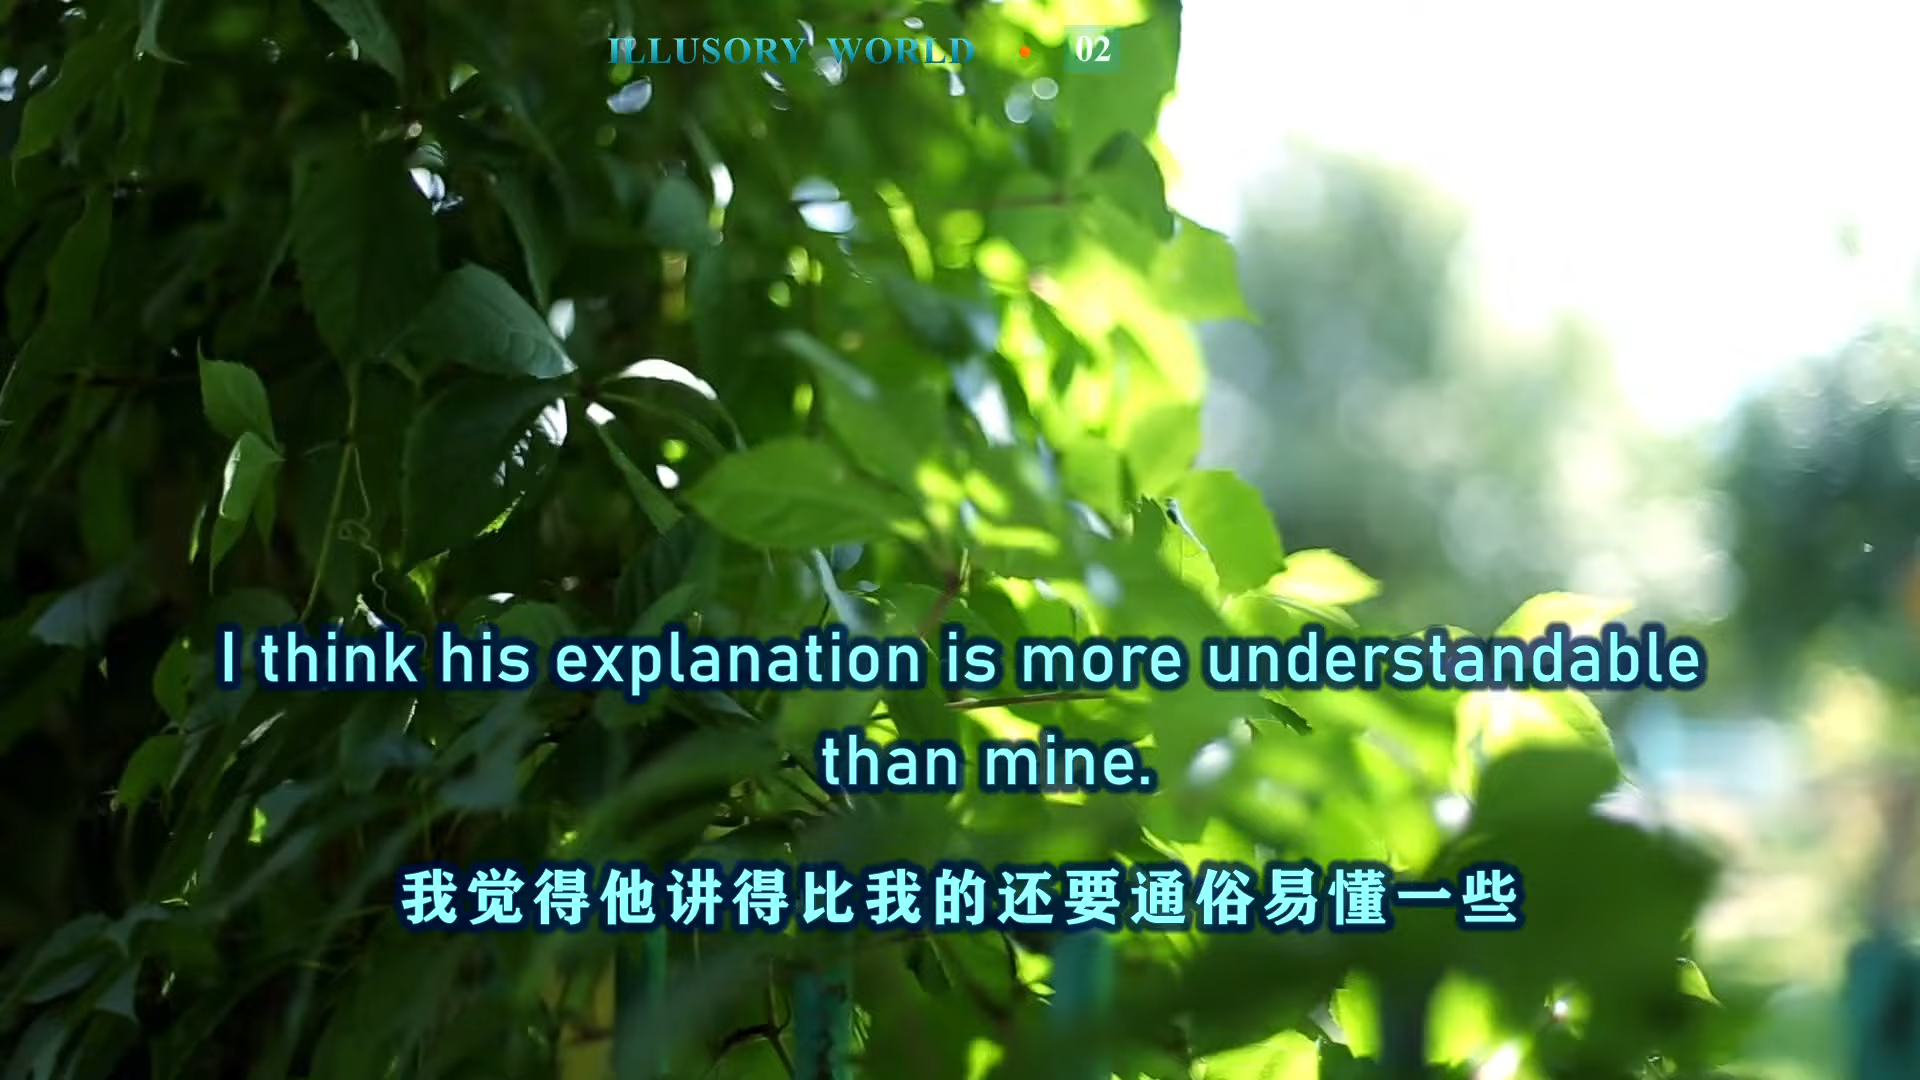 ILLUSORY WORLD • 02
I think his explanation is more understandable
than mine.
我觉得他讲得比我的还要通俗易懂一些